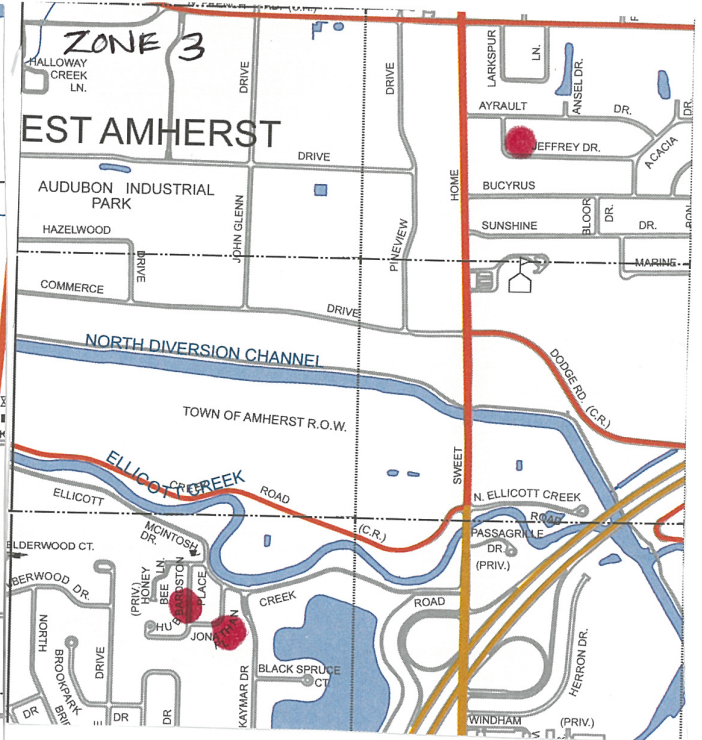 ZONE 3
HALLOWAY
CREEK
LN.
DRIVE
DRIVE
LARKSPUR
LN.
ANSEL DR.
DR.
AYRAULT
DR.
EST AMHERST
JEFFREY DR.
ACACIA
DRIVE
HOME
BUCYRUS
AUDUBON INDUSTRIAL
PARK
JOHN GLENN
PINEVIEW
BLOOR
DR.
SUNSHINE
DR.
HAZELWOOD
DRIVE
MARINE
COMMERCE
DRIVE
NORTH DIVERSION CHANNEL
DODGE RD. (C.R.)
TOWN OF AMHERST R.O.W.
SWEET
ELLICOTT CREEK
CREEK ROAD
(C.R.)
ELLICOTT
N. ELLICOTT CREEK
ROAD
MCINTOSH
DR.
PASSAGRILLE
DR.
(PRIV.)
ELDERWOOD CT.
BERWOOD DR.
(PRIV.)
HONEY
BEE LN.
BARDSTON
PLACE
CREEK
ROAD
HU
JONATHAN
NORTH
BROOKPARK
DRIVE
BLACK SPRUCE
CT.
KAYMAR DR
HERRON DR.
DR
DR
DR
WINDHAM
(PRIV.)